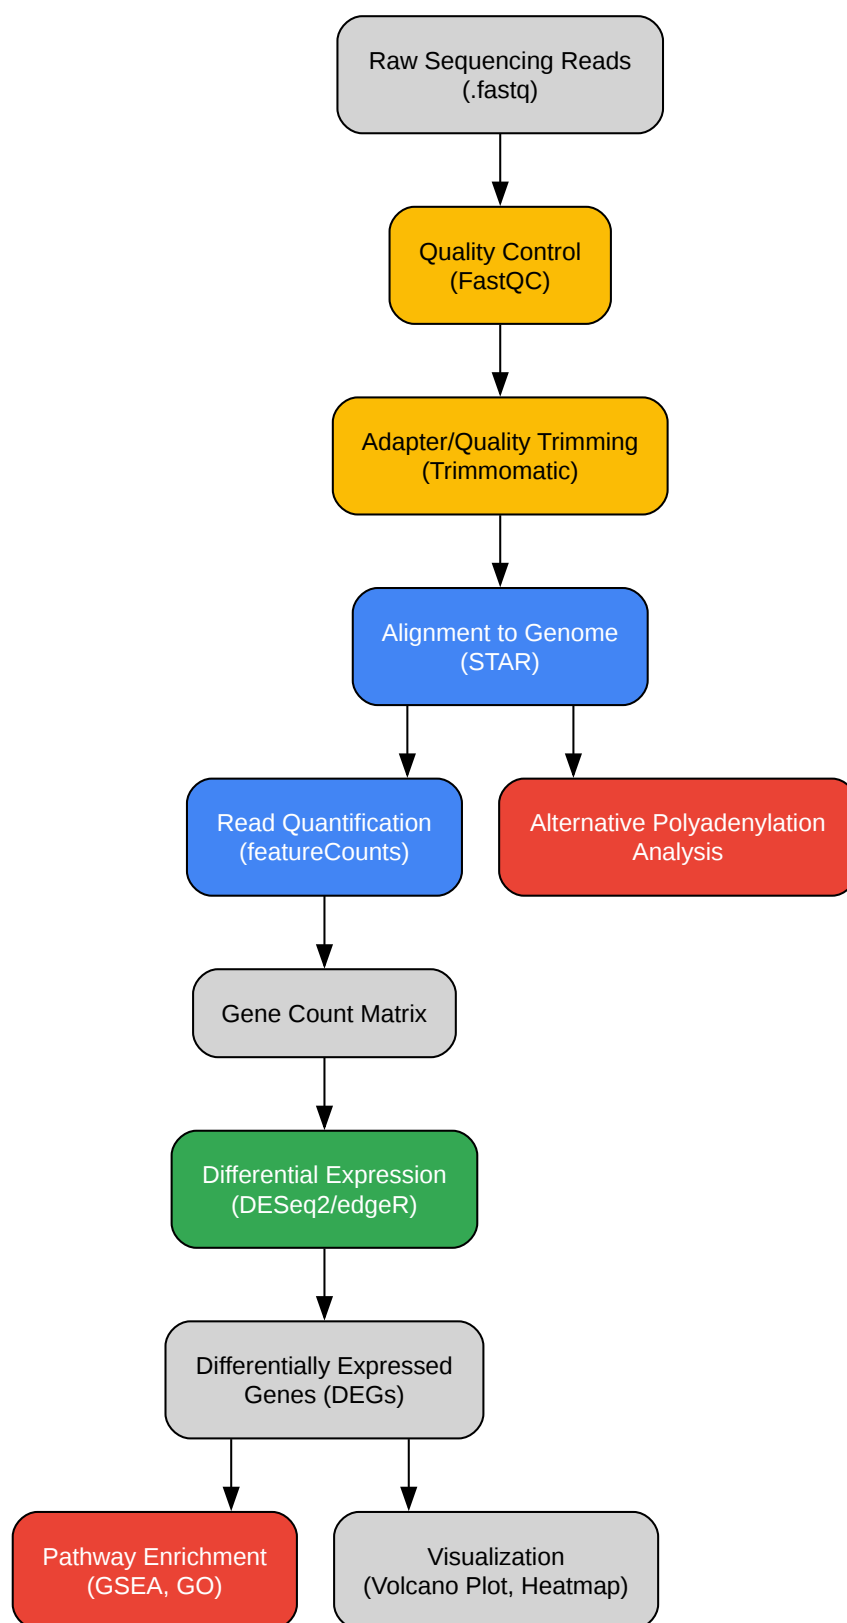 Raw Sequencing Reads
(.fastq)
Quality Control
(FastQC)
Adapter/Quality Trimming
(Trimmomatic)
Alignment to Genome
(STAR)
Read Quantification
(featureCounts)
Alternative Polyadenylation
Analysis
Gene Count Matrix
Differential Expression
(DESeq2/edgeR)
Differentially Expressed
Genes (DEGs)
Pathway Enrichment
(GSEA, GO)
Visualization
(Volcano Plot, Heatmap)